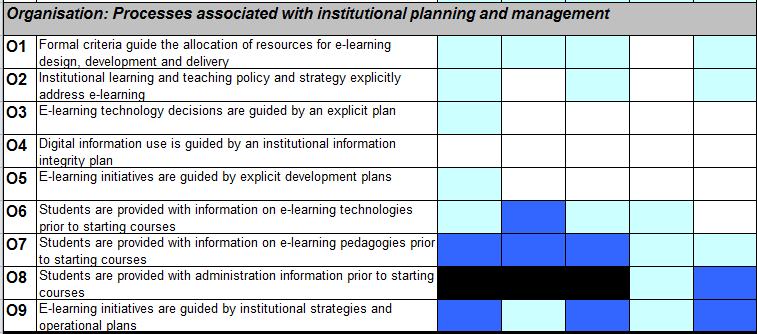 Organisation: Processes associated with institutional planning and management
O1 Formal criteria guide the allocation of resources for e-learning
design, development and delivery
O2 Institutional learning and teaching policy and strategy explicitly
address e-learning
O3 E-learning technology decisions are guided by an explicit plan
O4 Digital information use is guided by an institutional information
integrity plan
O5 E-learning initiatives are guided by explicit development plans
O6 Students are provided with information on e-learning technologies
prior to starting courses
O7 Students are provided with information on e-learning pedagogies prior
to starting courses
O8 Students are provided with administration information prior to starting
courses
O9 E-learning initiatives are guided by institutional strategies and
operational plans